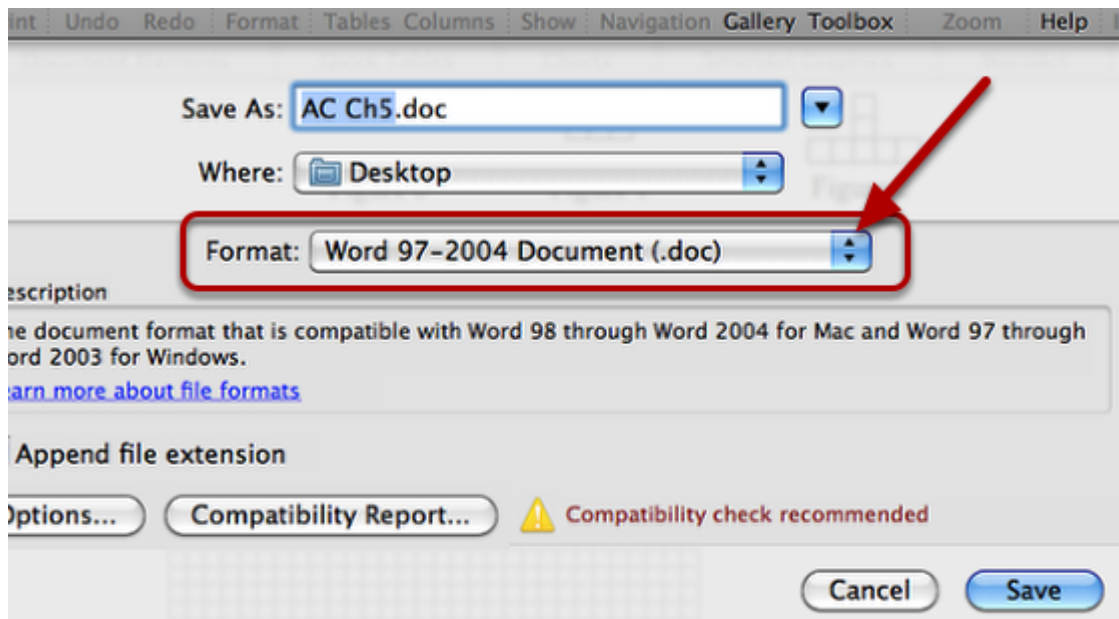 int Undo Redo Format Tables Columns Show Navigation Gallery Toolbox Zoom Help
Save As: AC Ch5.doc
Where: Desktop
Format: Word 97-2004 Document (.doc)
escription
he document format that is compatible with Word 98 through Word 2004 for Mac and Word 97 through
ord 2003 for Windows.
earn more about file formats
Append file extension
Options... Compatibility Report... Compatibility check recommended
Cancel Save